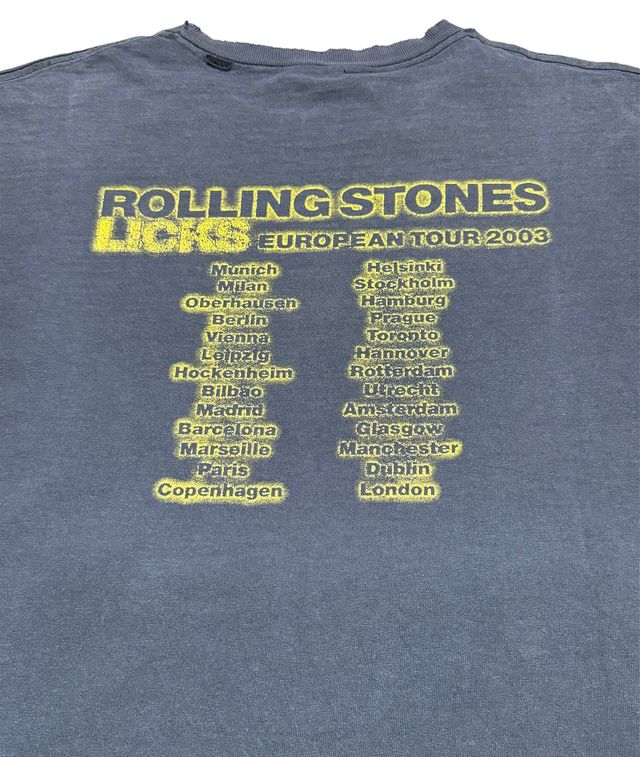 ROLLING STONES
LICKS EUROPEAN TOUR 2003
Munich
Milan
Oberhausen
Berlin
Vienna
Leipzig
Hockenheim
Bilbao
Madrid
Barcelona
Marseille
Paris
Copenhagen
Helsinki
Stockholm
Hamburg
Prague
Toronto
Hannover
Rotterdam
Utrecht
Amsterdam
Glasgow
Manchester
Dublin
London